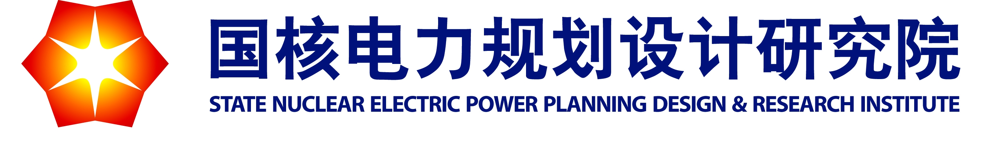 国核电力规划设计研究院
STATE NUCLEAR ELECTRIC POWER PLANNING DESIGN & RESEARCH INSTITUTE